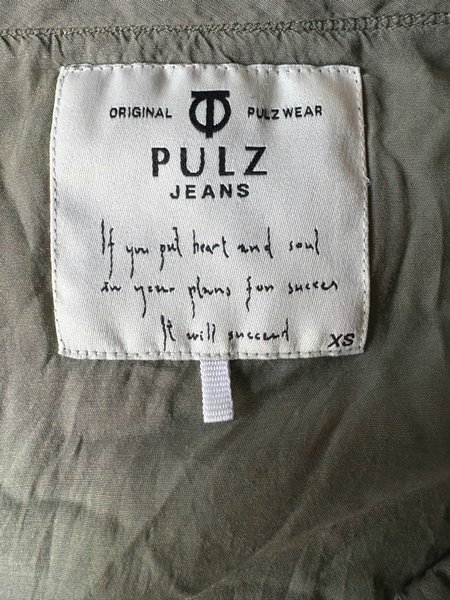 ORIGINAL PULZWEAR
PULZ
JEANS
If you put heart and soul
in your plans for succes
It will succeed
XS